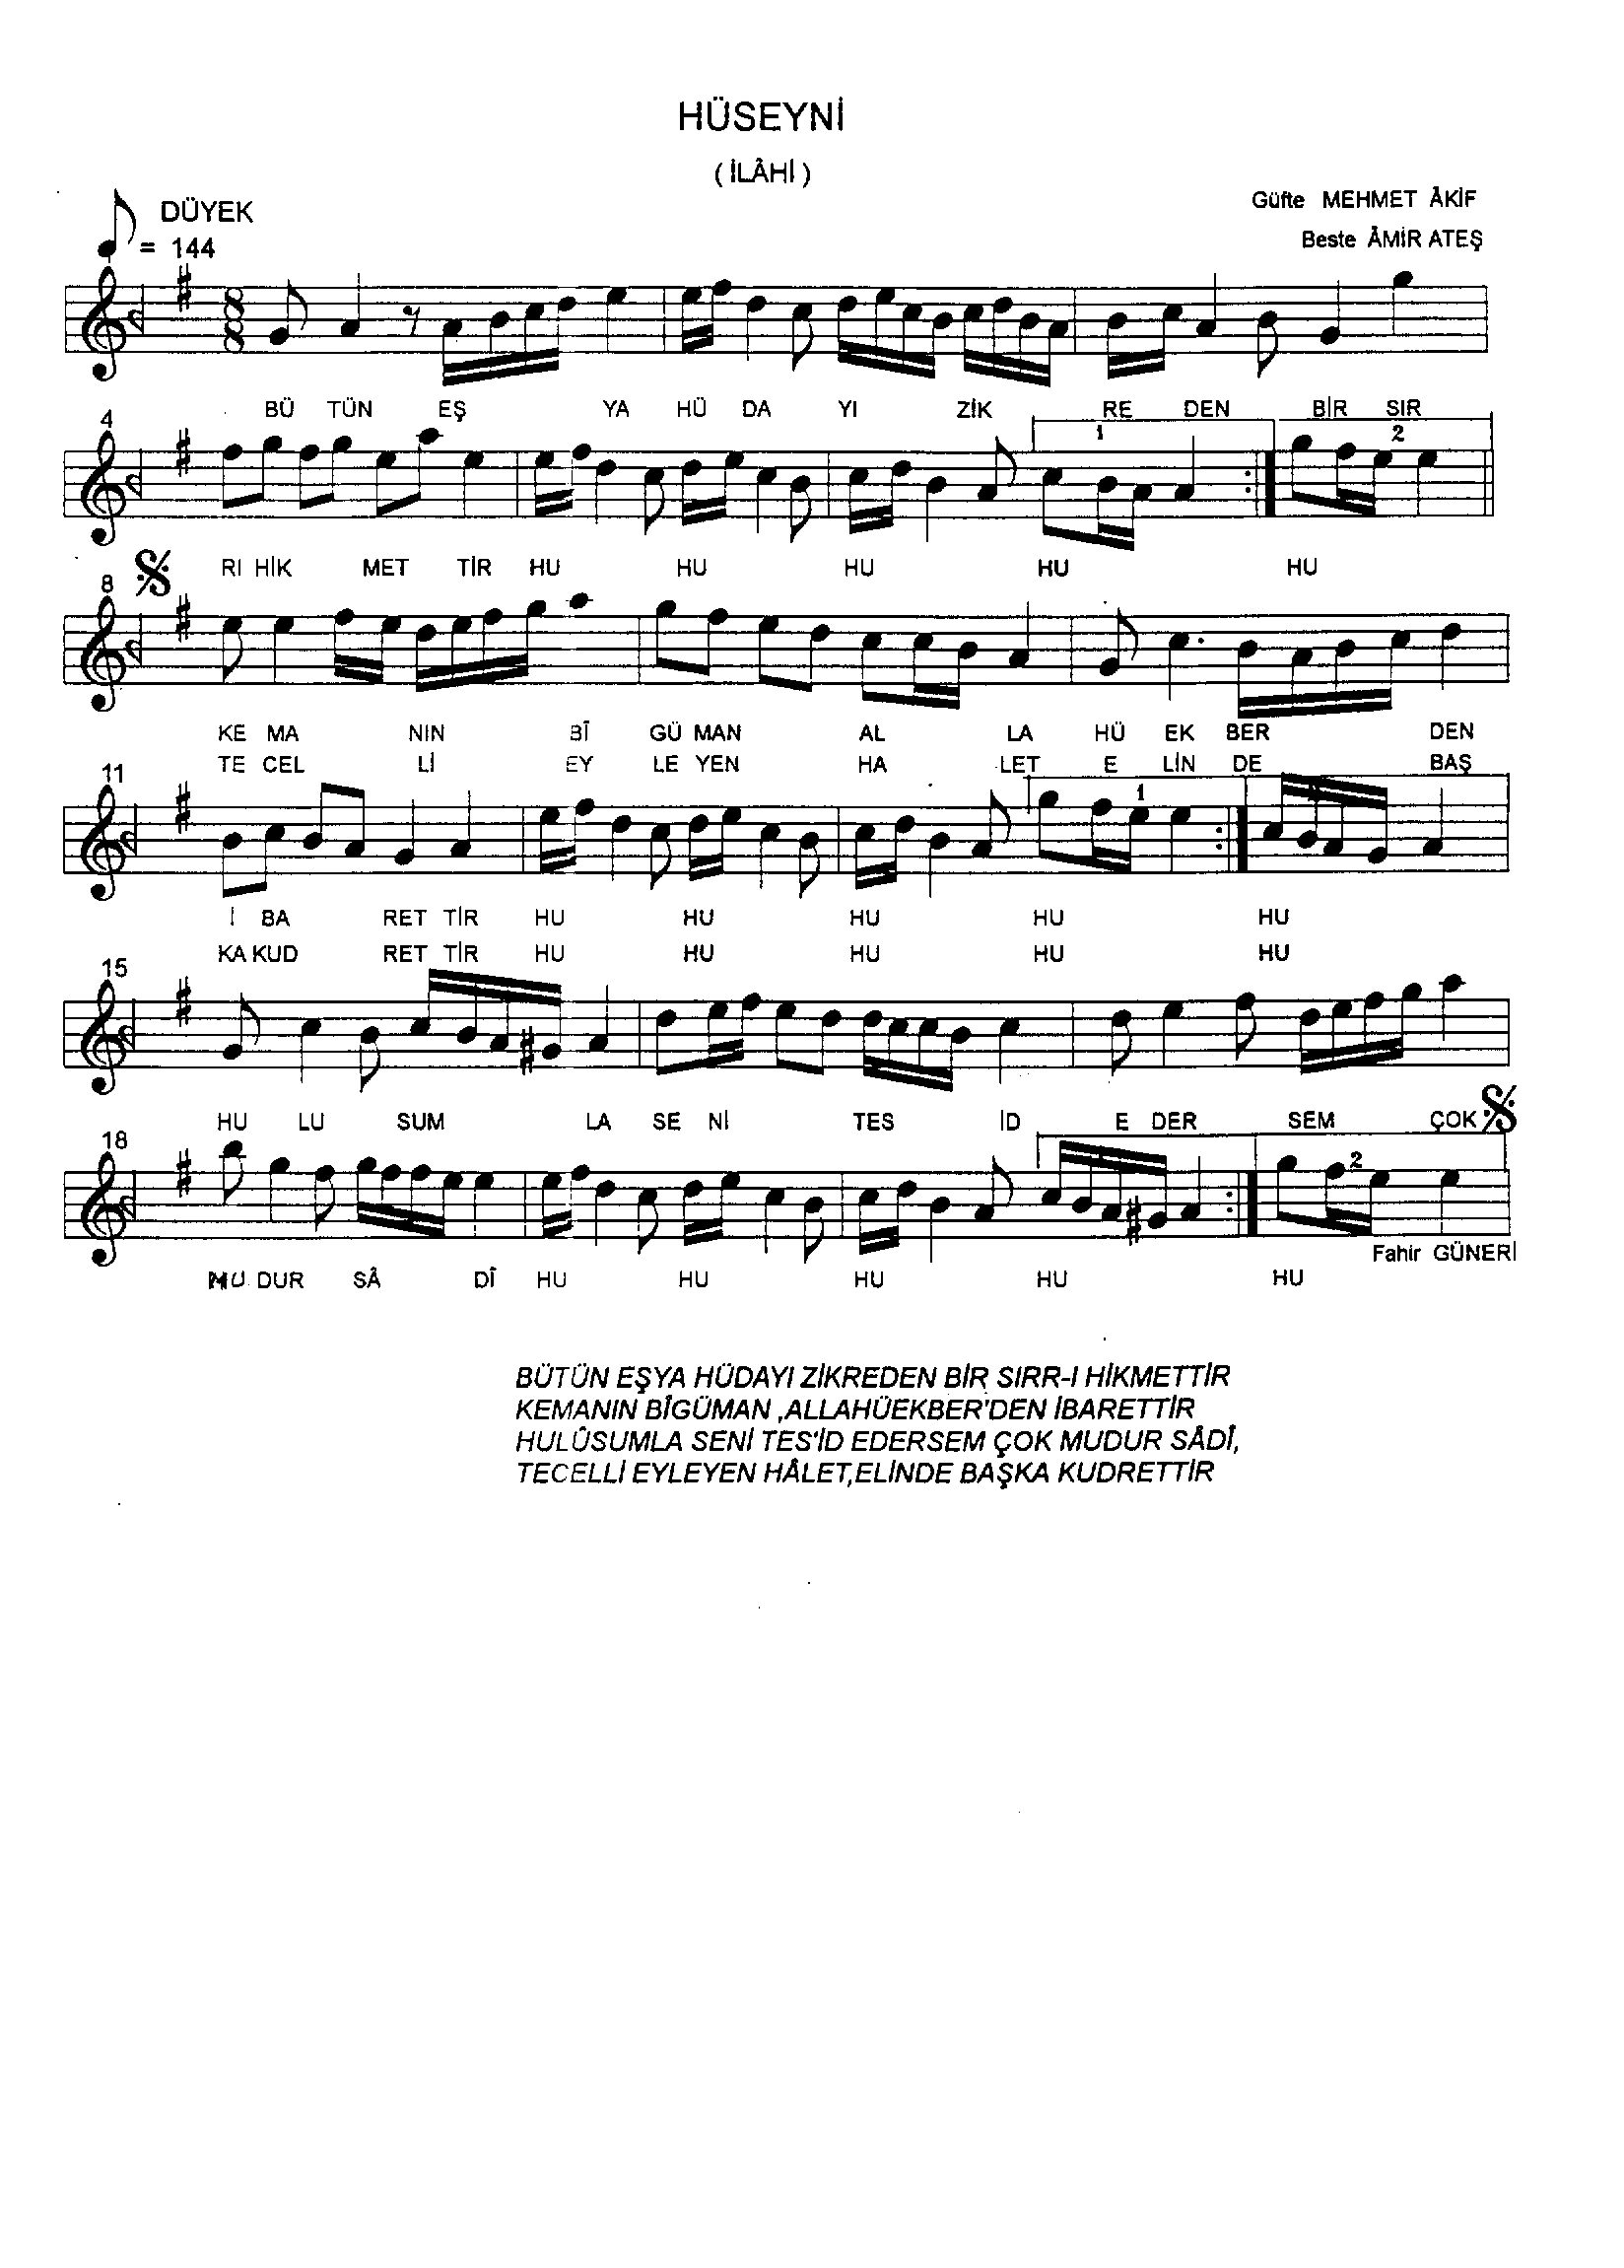 HÜSEYNİ
( İLÂHİ )
DÜYEK
= 144
Güfte MEHMET ÂKİF
Beste ÂMİR ATEŞ
8
8
BÜ TÜN EŞ YA HÜ DA YI ZİK RE DEN BİR SIR
4
1 2
RI HİK MET TİR HU HU HU HU HU
8
KE MA NIN BÎ GÜ MAN AL LA HÜ EK BER DEN
TE CEL Lİ EY LE YEN HA LET E LİN DE BAŞ
11
1
İ BA RET TİR HU HU HU HU HU
KA KUD RET TİR HU HU HU HU HU
15
HU LU SUM LA SE Nİ TES İD E DER SEM ÇOK
18
2
Fahir GÜNERİ
MU DUR SÂ DÎ HU HU HU HU HU
BÜTÜN EŞYA HÜDAYI ZİKREDEN BİR SIRR-I HİKMETTİR
KEMANIN BÎGÜMAN ,ALLAHÜEKBER'DEN İBARETTİR
HULÛSUMLA SENİ TES'İD EDERSEM ÇOK MUDUR SÂDÎ,
TECELLİ EYLEYEN HÂLET,ELİNDE BAŞKA KUDRETTİR